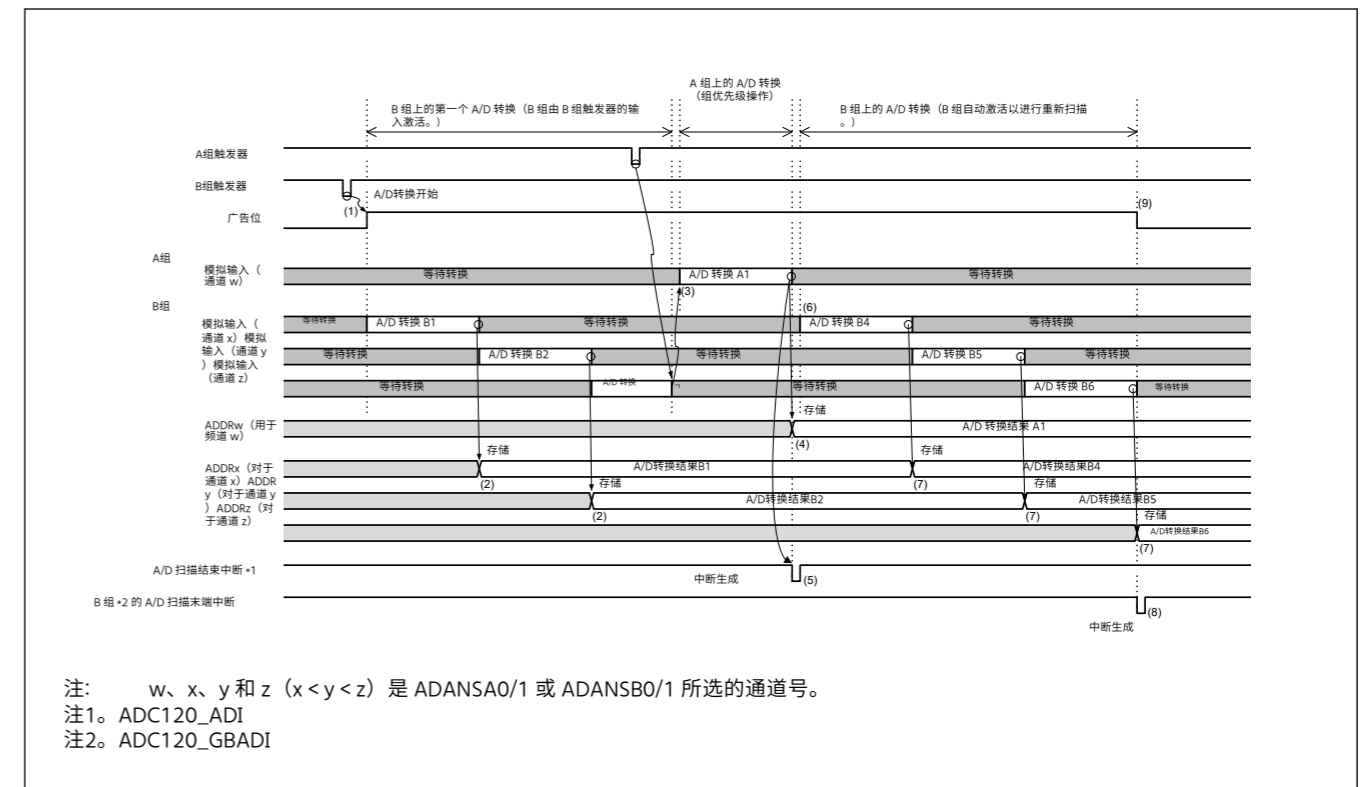 A 组上的 A/D 转换
（组优先级操作）
B 组上的第一个 A/D 转换（B 组由 B 组触发器的输
入激活。）
B 组上的 A/D 转换（B 组自动激活以进行重新扫描
。）
A组触发器
B组触发器
A/D转换开始
(1)
广告位
(9)
A组
模拟输入（
通道 w）
等待转换
A/D 转换 A1
等待转换
(3)
B组
(6)
模拟输入（
通道 x）模拟
输入（通道 y
）模拟输入
（通道 z）
等待转换
A/D 转换 B1
等待转换
A/D 转换 B4
等待转换
等待转换
A/D 转换 B2
等待转换
A/D 转换 B5
等待转换
等待转换
A/D 转换
等待转换
A/D 转换 B6
等待转换
存储
ADDRw（用于
频道 w）
A/D 转换结果 A1
(4)
存储
存储
ADDRx（对于
通道 x）ADDR
y（对于通道 y
）ADDRz（对
于通道 z）
A/D转换结果B1
A/D转换结果B4
(2)
存储
(7)
存储
A/D转换结果B2
A/D转换结果B5
(2)
(7)
存储
A/D转换结果B6
(7)
A/D 扫描结束中断 *1
中断生成
(5)
B 组 *2 的 A/D 扫描末端中断
(8)
中断生成
注: w、x、y 和 z（x < y < z）是 ADANSA0/1 或 ADANSB0/1 所选的通道号。
注1。ADC120_ADI
注2。ADC120_GBADI